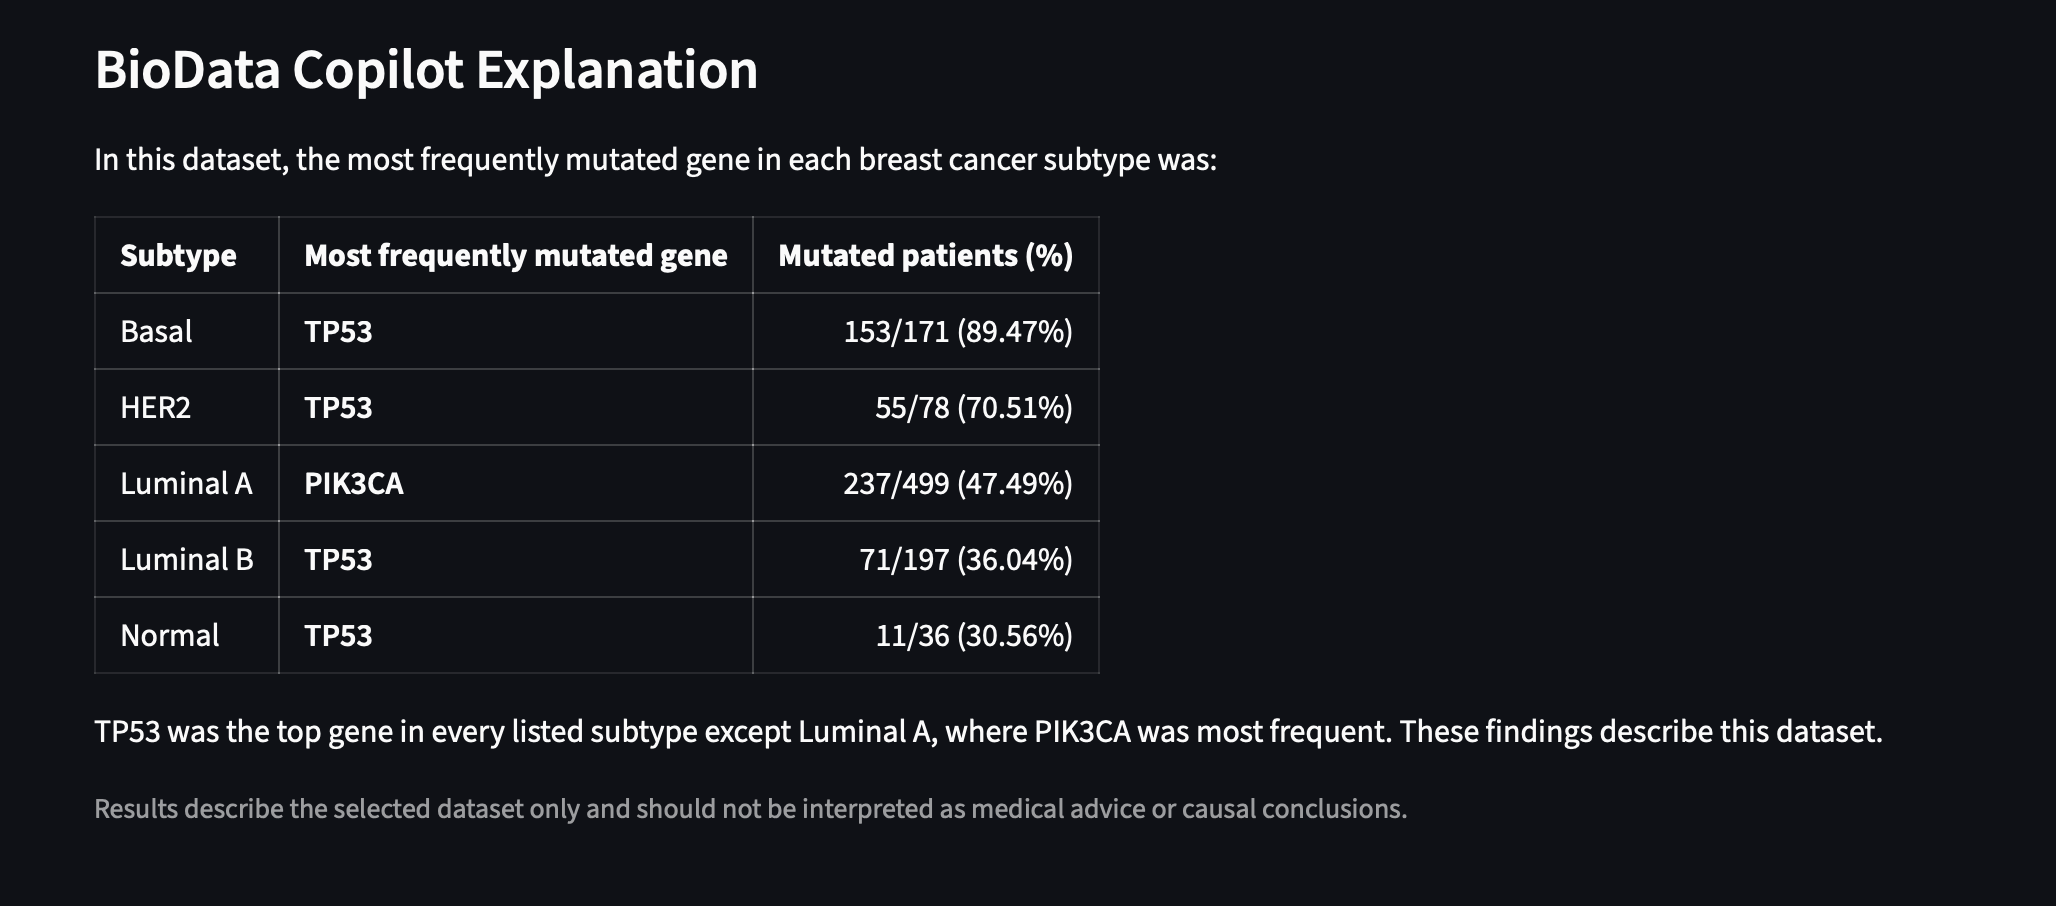 BioData Copilot Explanation
In this dataset, the most frequently mutated gene in each breast cancer subtype was:
Subtype Most frequently mutated gene Mutated patients (%)
Basal TP53 153/171 (89.47%)
HER2 TP53 55/78 (70.51%)
Luminal A PIK3CA 237/499 (47.49%)
Luminal B TP53 71/197 (36.04%)
Normal TP53 11/36 (30.56%)
TP53 was the top gene in every listed subtype except Luminal A, where PIK3CA was most frequent. These findings describe this dataset.
Results describe the selected dataset only and should not be interpreted as medical advice or causal conclusions.